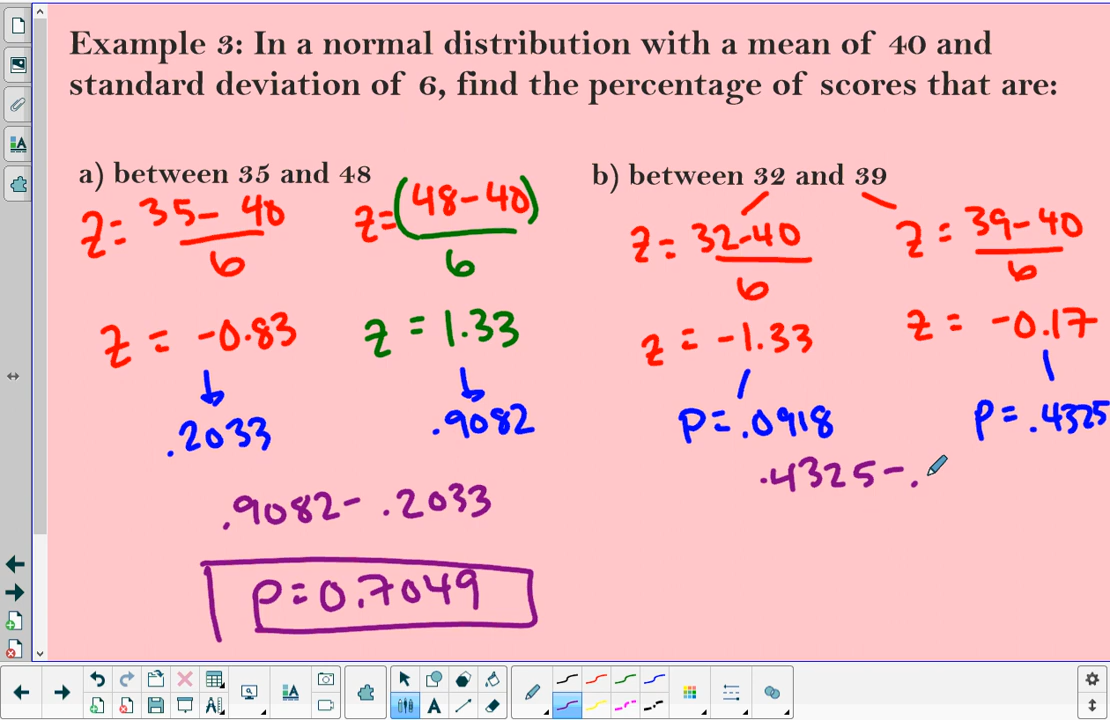 Example 3: In a normal distribution with a mean of 40 and
standard deviation of 6, find the percentage of scores that are:
a) between 35 and 48
z = 35 - 40
6
z = (48 - 40)
6
z = -0.83
z = 1.33
.2033
.9082
.9082 - .2033
P = 0.7049
b) between 32 and 39
z = 32-40
6
z = 39-40
6
z = -1.33
z = -0.17
P = .0918
P = .4325
.4325 - .